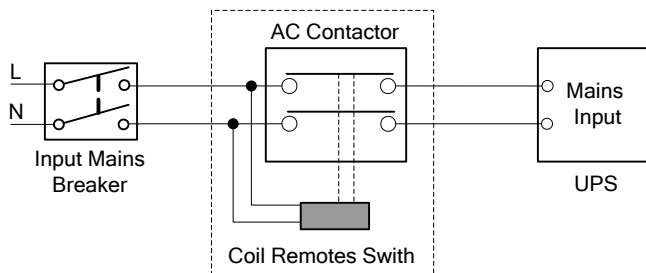 AC Contactor
L
N
Input Mains
Breaker
Mains
Input
UPS
Coil Remotes Swith